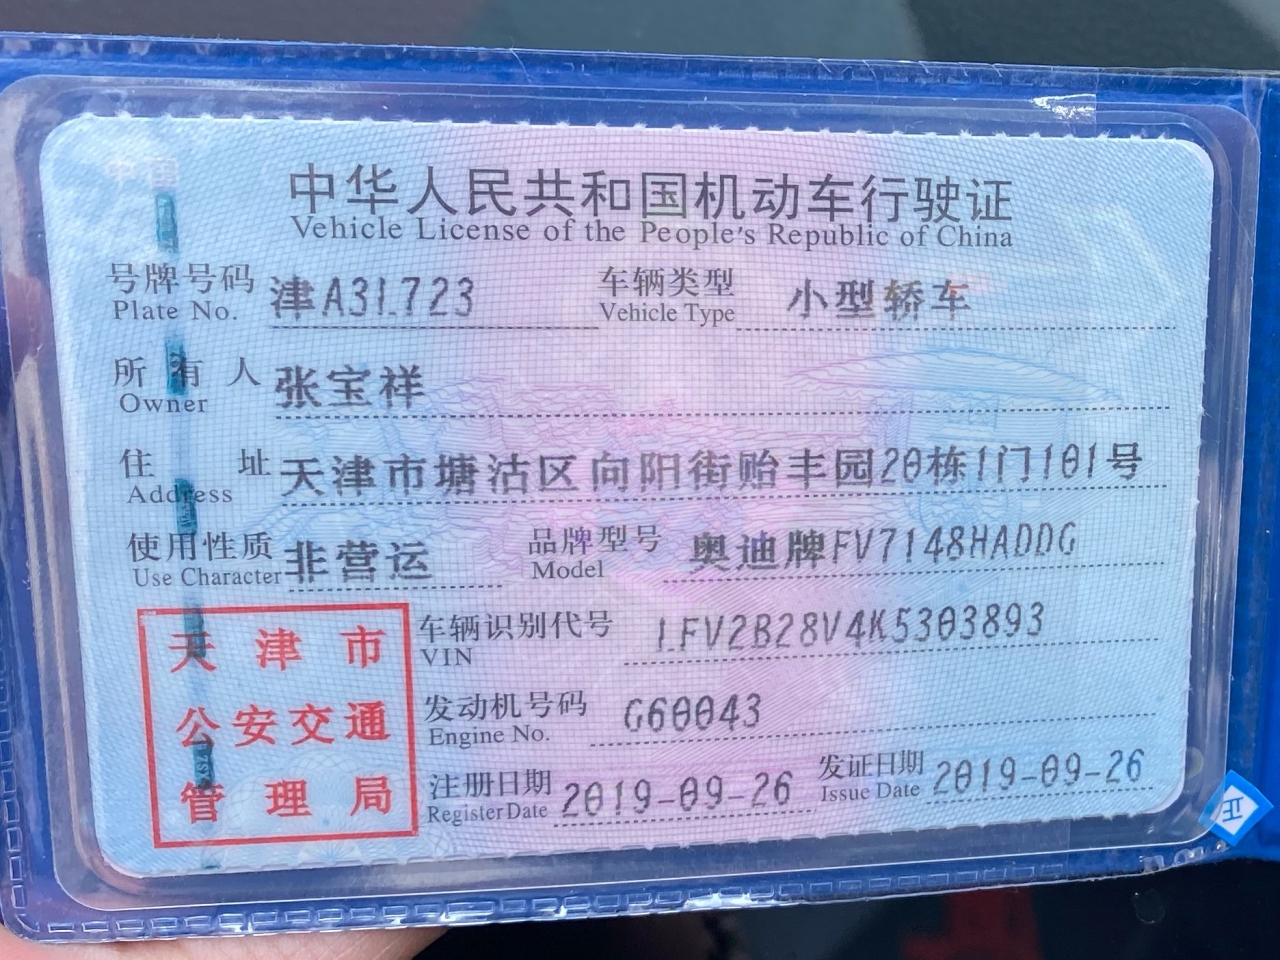 中华人民共和国机动车行驶证
Vehicle License of the People's Republic of China
号牌号码 津A3L723 车辆类型 小型轿车
Plate No. Vehicle Type
所有人 张宝祥
Owner
住址 天津市塘沽区向阳街贻丰园20栋1门101号
Address
使用性质 非营运 品牌型号 奥迪牌FV7148HADDG
Use Character Model
天津市
公安交通
管理局
车辆识别代号 LFV2B28V4K5303893
VIN
发动机号码 G60043
Engine No.
注册日期 2019-09-26 发证日期 2019-09-26
Register Date Issue Date
正